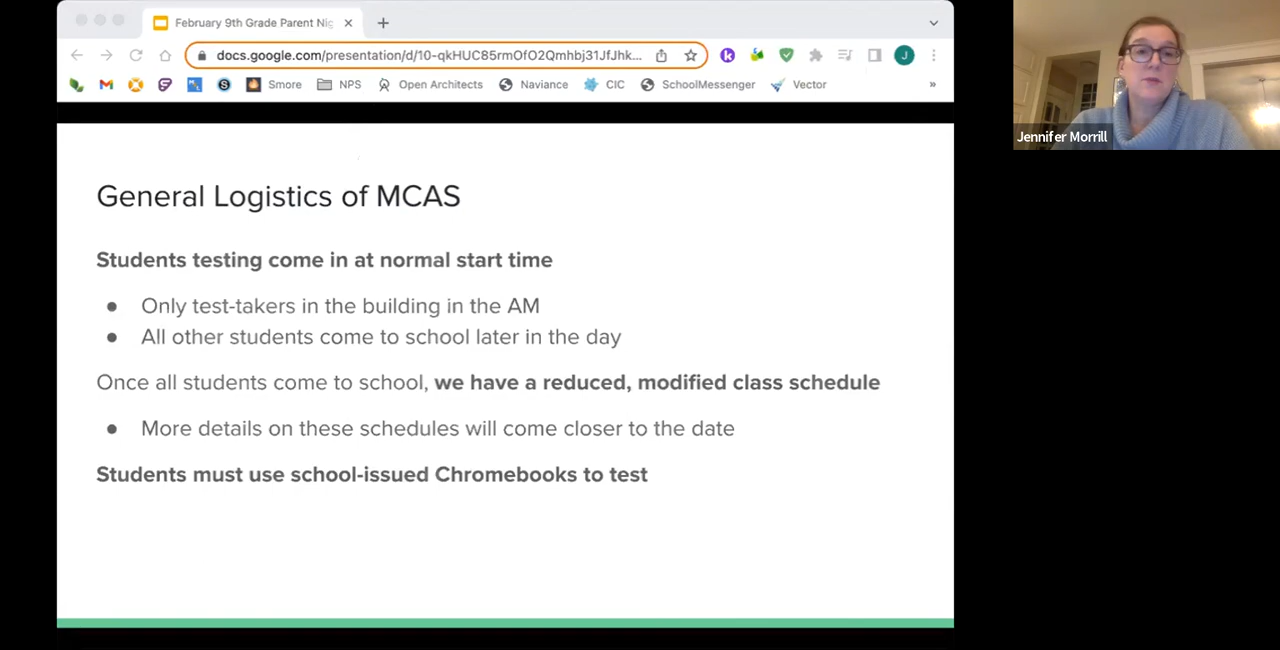 February 9th Grade Parent Nig
docs.google.com/presentation/d/10-qkHUC85rmOfO2Qmhbj31JfJhk...
Smore NPS Open Architects Naviance CIC SchoolMessenger Vector »
Jennifer Morrill
General Logistics of MCAS
Students testing come in at normal start time
● Only test-takers in the building in the AM
● All other students come to school later in the day
Once all students come to school, we have a reduced, modified class schedule
● More details on these schedules will come closer to the date
Students must use school-issued Chromebooks to test